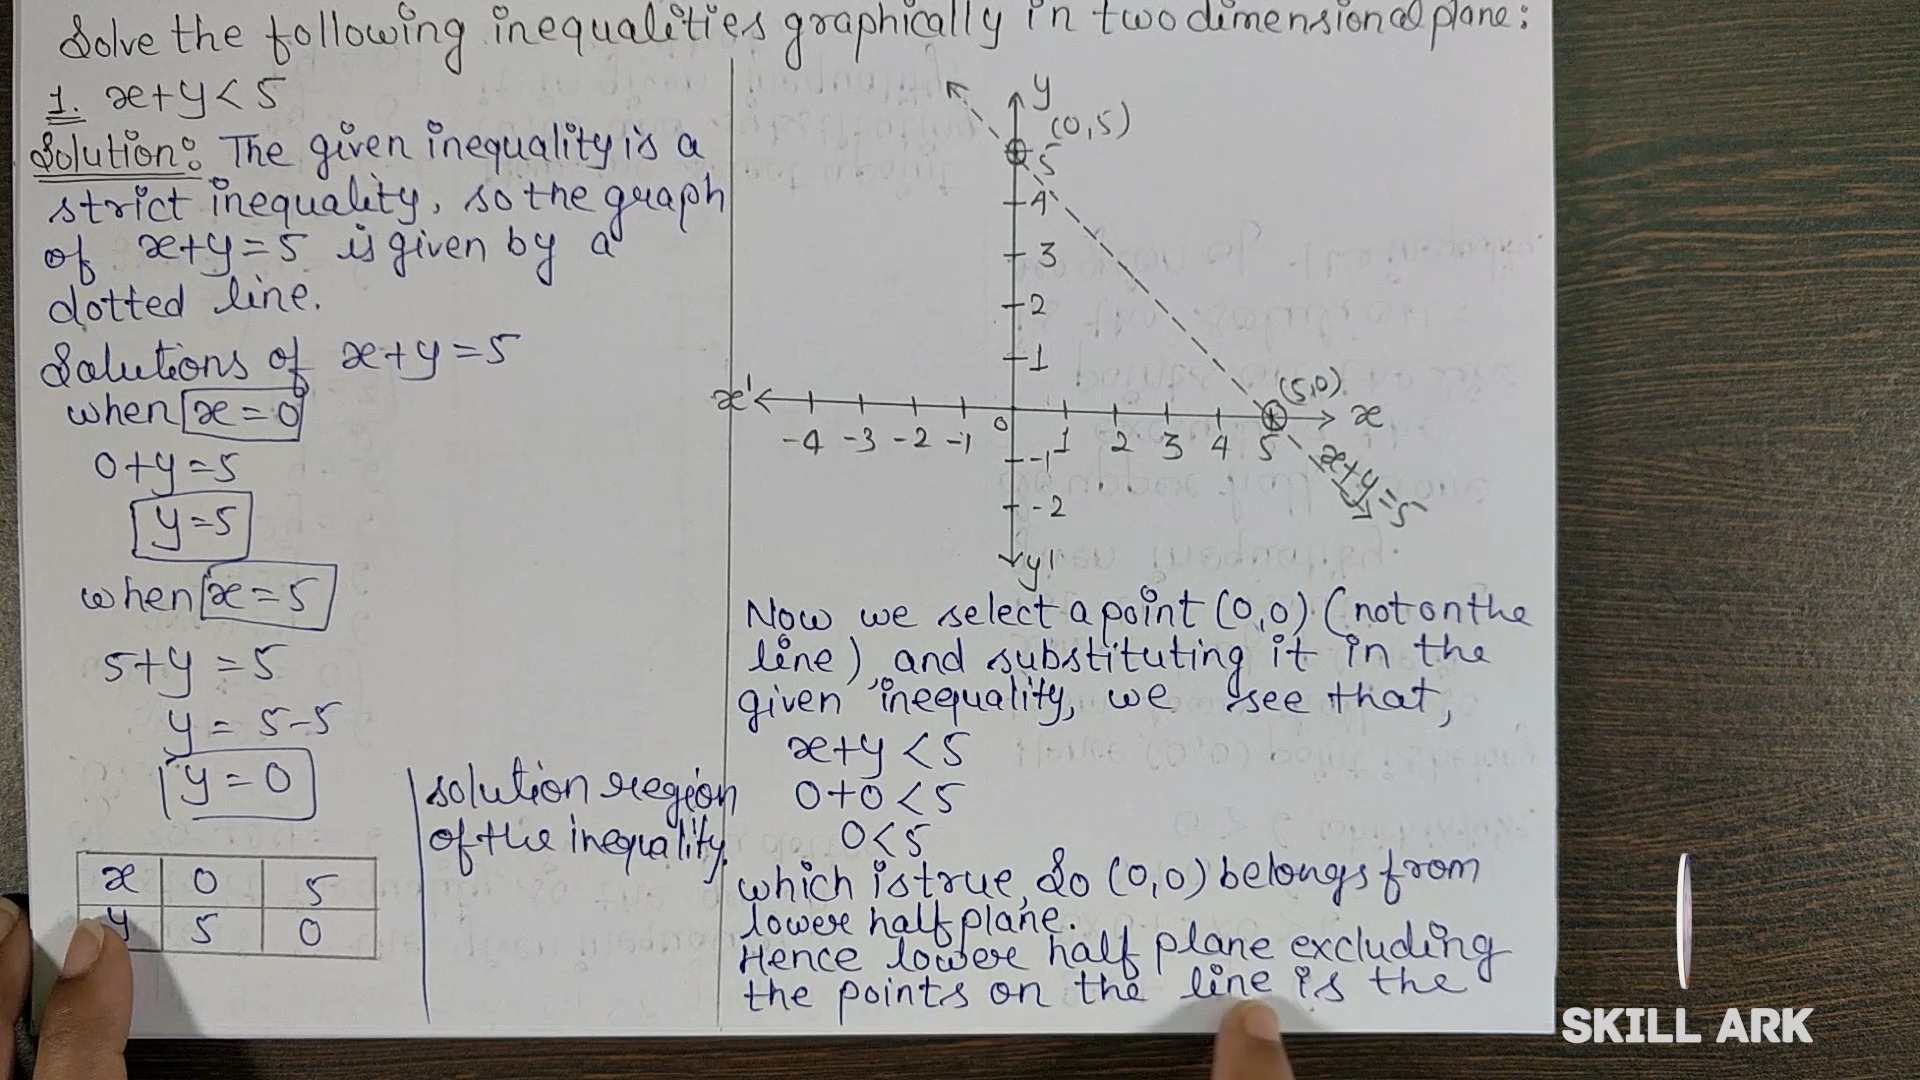 Solve the following inequalities graphically in two dimensional plane:
1. x+y<5
Solution: The given inequality is a
strict inequality, so the graph
of x+y=5 is given by a
dotted line.
Solutions of x+y=5
when x=0
0+y=5
y=5
when x=5
5+y=5
y=5-5
y=0
x 0 5
y 5 0
y
(0,5)
5
4
3
2
1
x' -4 -3 -2 -1 0 1 2 3 4 5 x
(5,0)
x+y=5
-1
-2
y'
Now we select a point (0,0) (not on the
line), and substituting it in the
given inequality, we see that,
x+y<5
0+0<5
0<5
which is true, So (0,0) belongs from
lower half plane.
Hence lower half plane excluding
the points on the line is the
solution region
of the inequality.
SKILL ARK